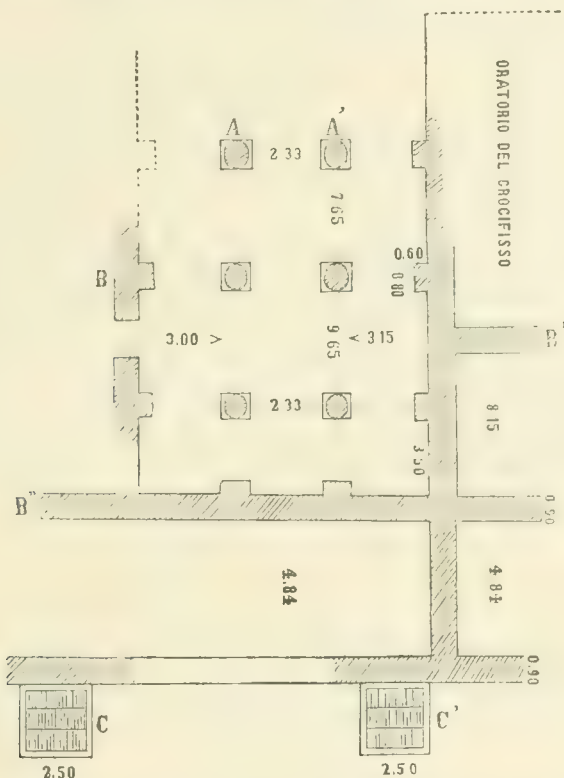 ORATORIO DEL CROCIFISSO
A
A'
2.33
7.65
0.60
0.80
B
3.00 >
9.65
< 3.15
2.33
3.50
8.15
B"
0.90
4.84
4.84
0.90
C
C'
2.50
2.50